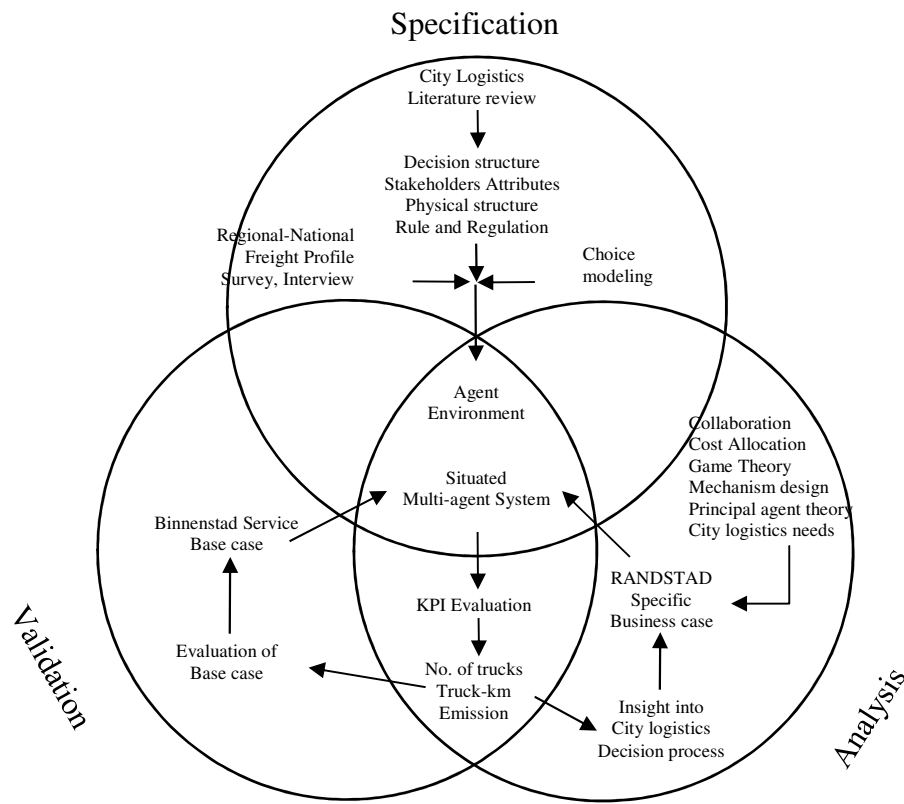 Specification
City Logistics
Literature review
Decision structure
Stakeholders Attributes
Physical structure
Rule and Regulation
Regional-National
Freight Profile
Survey, Interview
Choice
modeling
Agent
Environment
Situated
Multi-agent System
Collaboration
Cost Allocation
Game Theory
Mechanism design
Principal agent theory
City logistics needs
Binnenstad Service
Base case
KPI Evaluation
RANDSTAD
Specific
Business case
Evaluation of
Base case
No. of trucks
Truck-km
Emission
Insight into
City logistics
Decision process
Validation
Analysis